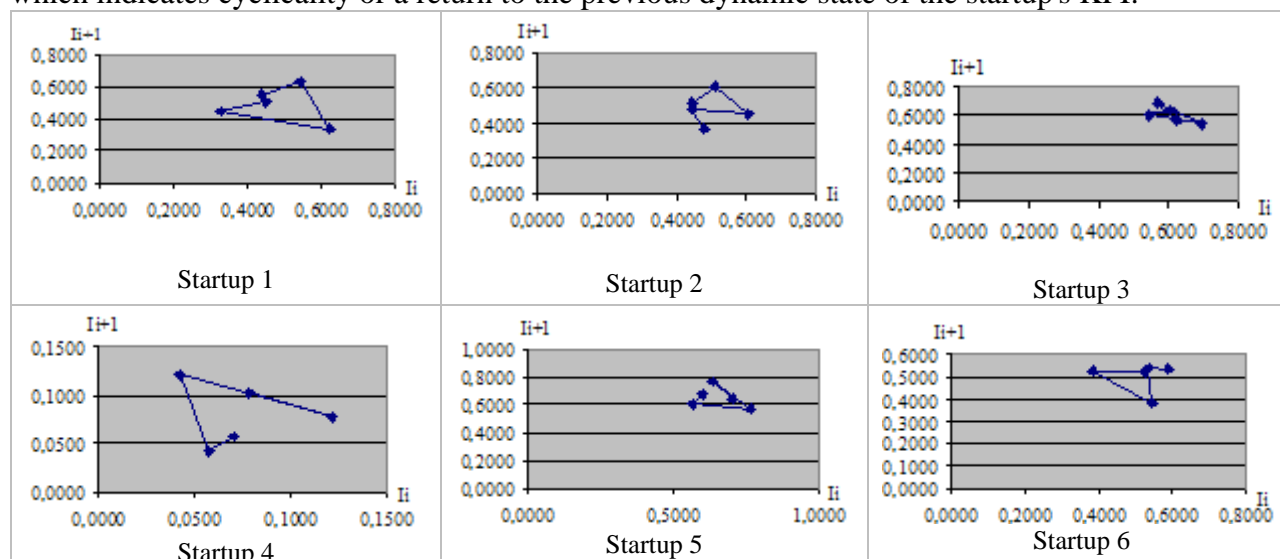 which indicates cyclicality or a return to the previous dynamic state of the startup's KPI.
Ii+1
0,8000
0,6000
0,4000
0,2000
0,0000
Ii
0,0000 0,2000 0,4000 0,6000 0,8000
Startup 1
Ii+1
0,8000
0,6000
0,4000
0,2000
0,0000
Ii
0,0000 0,2000 0,4000 0,6000 0,8000
Startup 2
Ii+1
0,8000
0,6000
0,4000
0,2000
0,0000
Ii
0,0000 0,2000 0,4000 0,6000 0,8000
Startup 3
Ii+1
0,1500
0,1000
0,0500
0,0000
Ii
0,0000 0,0500 0,1000 0,1500
Startup 4
Ii+1
1,0000
0,8000
0,6000
0,4000
0,2000
0,0000
Ii
0,0000 0,5000 1,0000
Startup 5
Ii+1
0,6000
0,5000
0,4000
0,3000
0,2000
0,1000
0,0000
Ii
0,0000 0,2000 0,4000 0,6000 0,8000
Startup 6